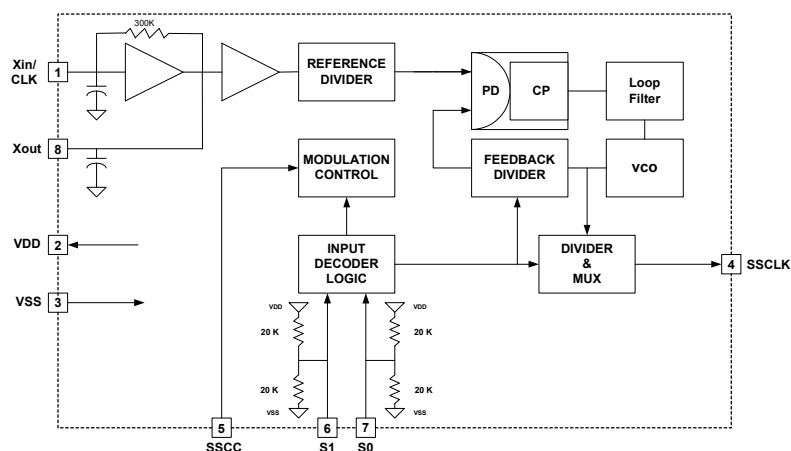 300K
Xin/
CLK
1
REFERENCE
DIVIDER
PD
CP
Loop
Filter
Xout
8
MODULATION
CONTROL
FEEDBACK
DIVIDER
vco
VDD
2
INPUT
DECODER
LOGIC
DIVIDER
&
MUX
4
SSCLK
VSS
3
VDD
VDD
20 K
20 K
20 K
20 K
VSS
VSS
5
6
7
SSCC
S1
S0